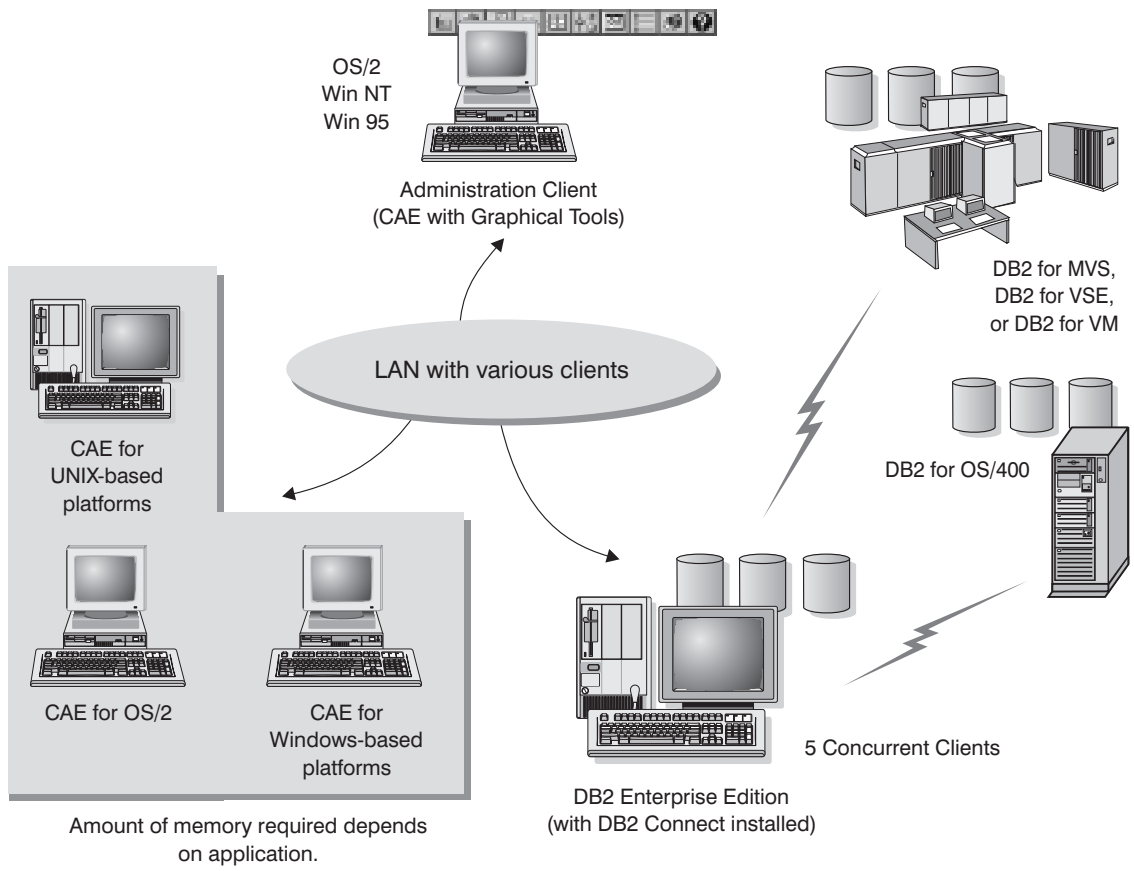 OS/2
Win NT
Win 95
Administration Client
(CAE with Graphical Tools)
DB2 for MVS,
DB2 for VSE,
or DB2 for VM
LAN with various clients
CAE for
UNIX-based
platforms
DB2 for OS/400
CAE for OS/2
CAE for
Windows-based
platforms
5 Concurrent Clients
DB2 Enterprise Edition
(with DB2 Connect installed)
Amount of memory required depends
on application.